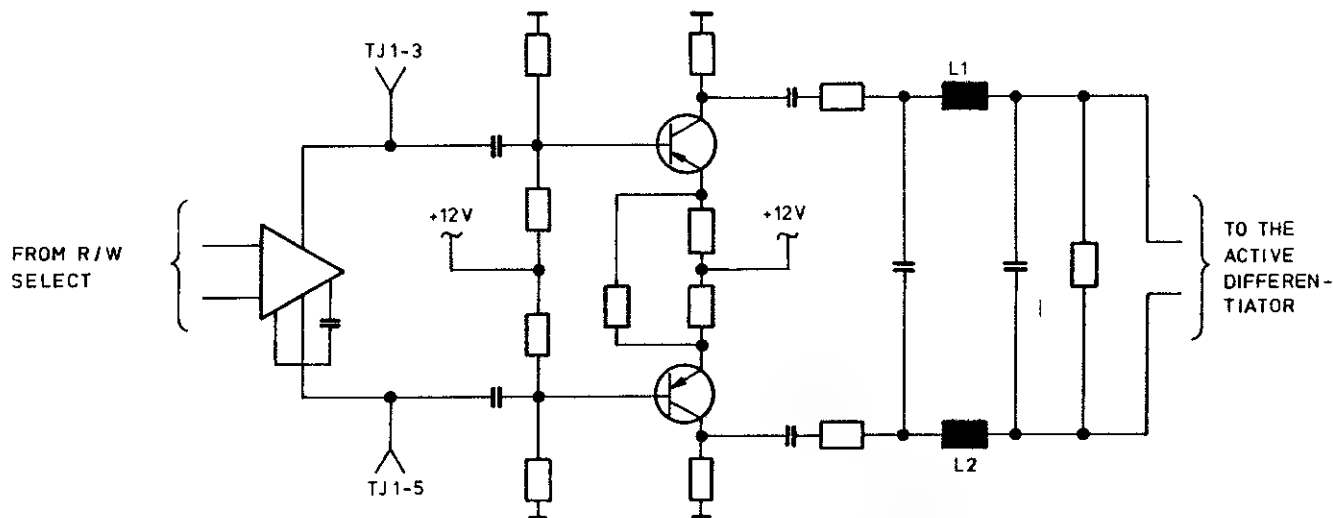 TJ1-3
L1
+12V
+12V
FROM R/W
SELECT
TO THE
ACTIVE
DIFFEREN-
TIATOR
L2
TJ1-5